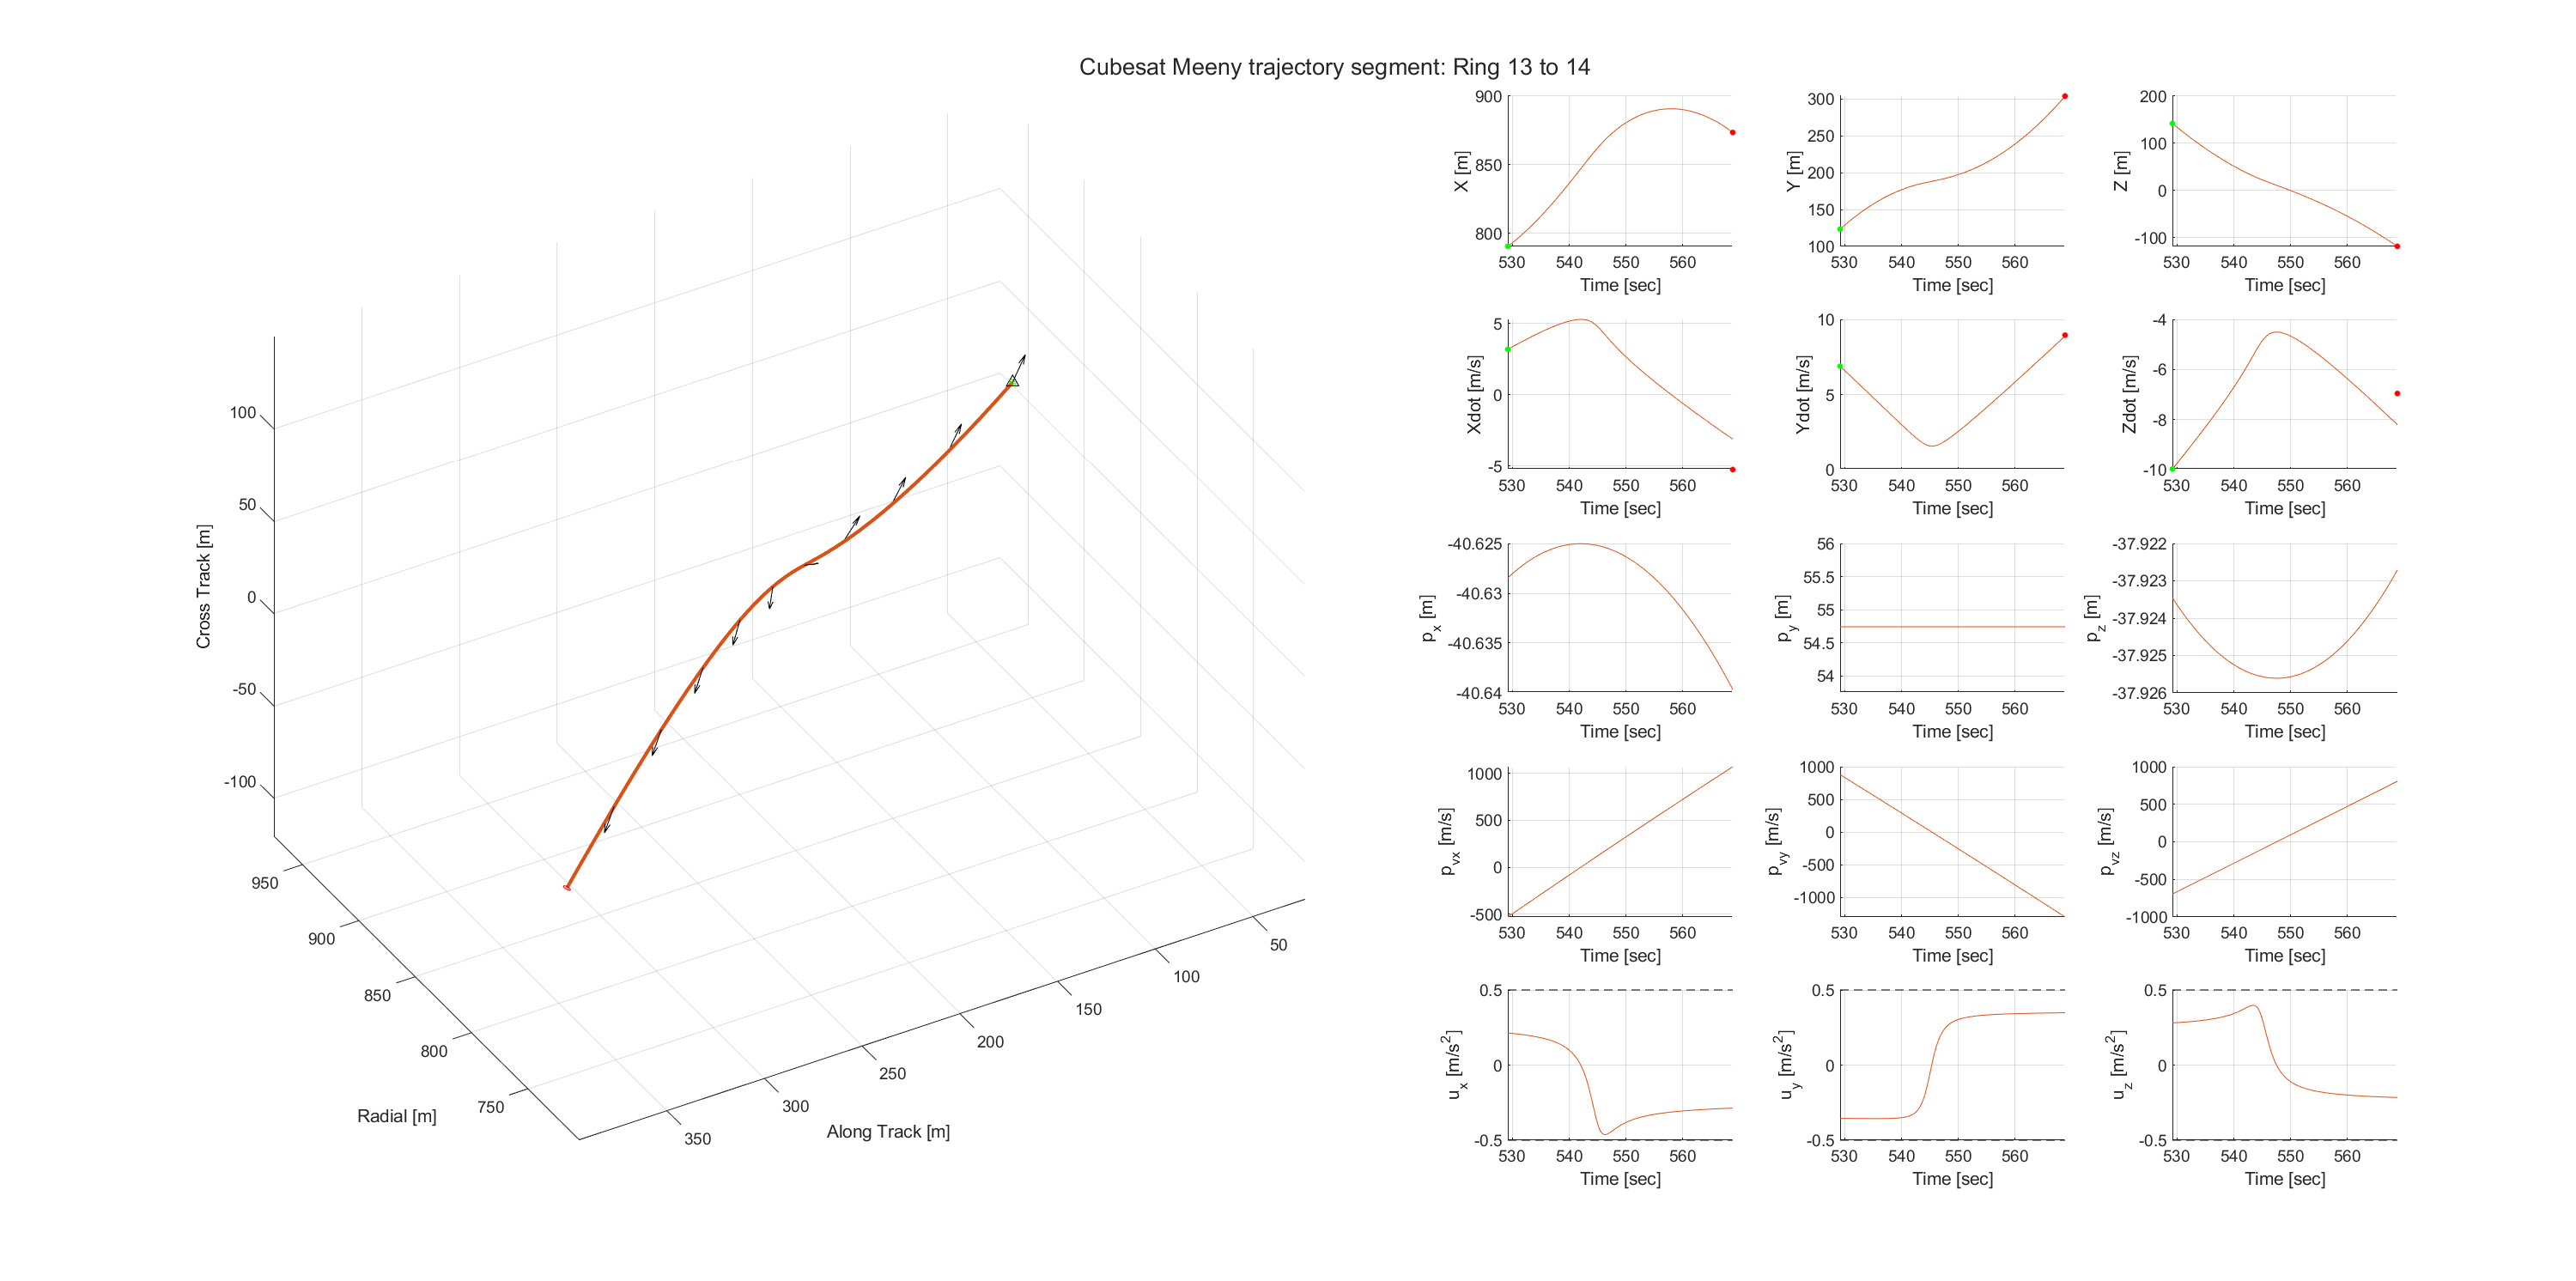 Cubesat Meeny trajectory segment: Ring 13 to 14
Cross Track [m]
100
50
0
-50
-100
950
900
850
800
750
Radial [m]
350
300
250
200
150
100
50
Along Track [m]
X [m]
900
850
800
530 540 550 560
Time [sec]
Y [m]
300
250
200
150
100
530 540 550 560
Time [sec]
Z [m]
200
100
0
-100
530 540 550 560
Time [sec]
Xdot [m/s]
5
0
-5
530 540 550 560
Time [sec]
Ydot [m/s]
10
5
0
530 540 550 560
Time [sec]
Zdot [m/s]
-4
-6
-8
-10
530 540 550 560
Time [sec]
p_x [m]
-40.625
-40.63
-40.635
-40.64
530 540 550 560
Time [sec]
p_y [m]
56
55.5
55
54.5
54
530 540 550 560
Time [sec]
p_z [m]
-37.922
-37.923
-37.924
-37.925
-37.926
530 540 550 560
Time [sec]
p_vx [m/s]
1000
500
0
-500
530 540 550 560
Time [sec]
p_vy [m/s]
1000
500
0
-500
-1000
530 540 550 560
Time [sec]
p_vz [m/s]
1000
500
0
-500
-1000
530 540 550 560
Time [sec]
u_x [m/s²]
0.5
0
-0.5
530 540 550 560
Time [sec]
u_y [m/s²]
0.5
0
-0.5
530 540 550 560
Time [sec]
u_z [m/s²]
0.5
0
-0.5
530 540 550 560
Time [sec]